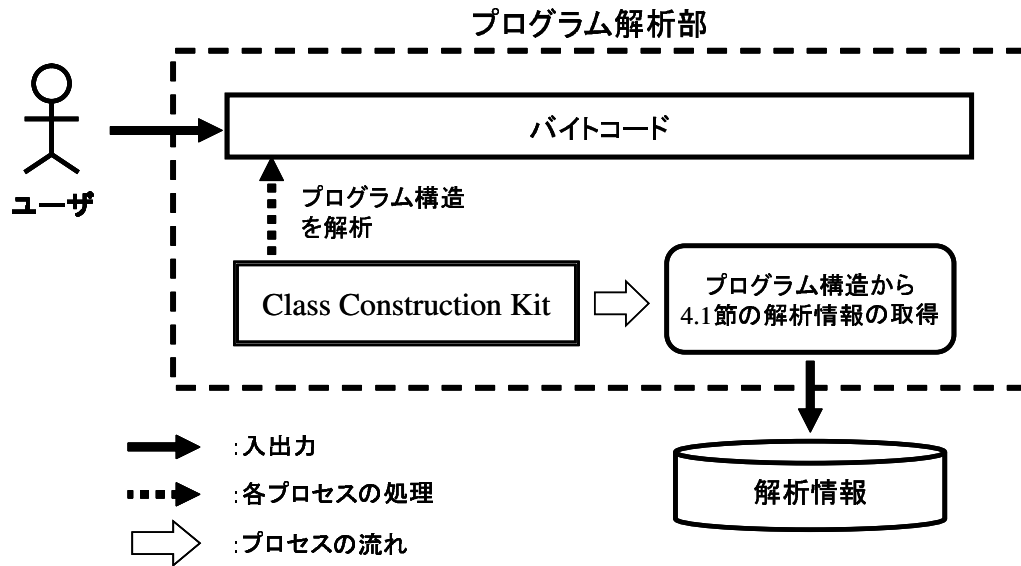 プログラム解析部
バイトコード
ユーザ
プログラム構造
を解析
Class Construction Kit
プログラム構造から
4.1節の解析情報の取得
:入出力
:各プロセスの処理
:プロセスの流れ
解析情報